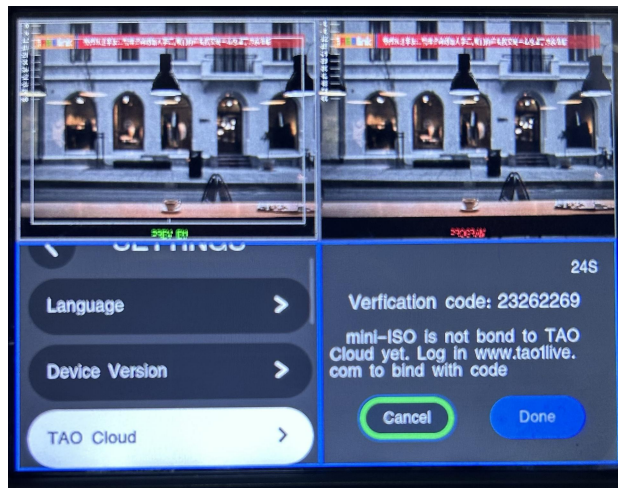 PREVIEW
PROGRAM
SETTINGS
Language
Device Version
TAO Cloud
24S
Verfication code: 23262269
mini-ISO is not bond to TAO
Cloud yet. Log in www.tao1live.
com to bind with code
Cancel
Done